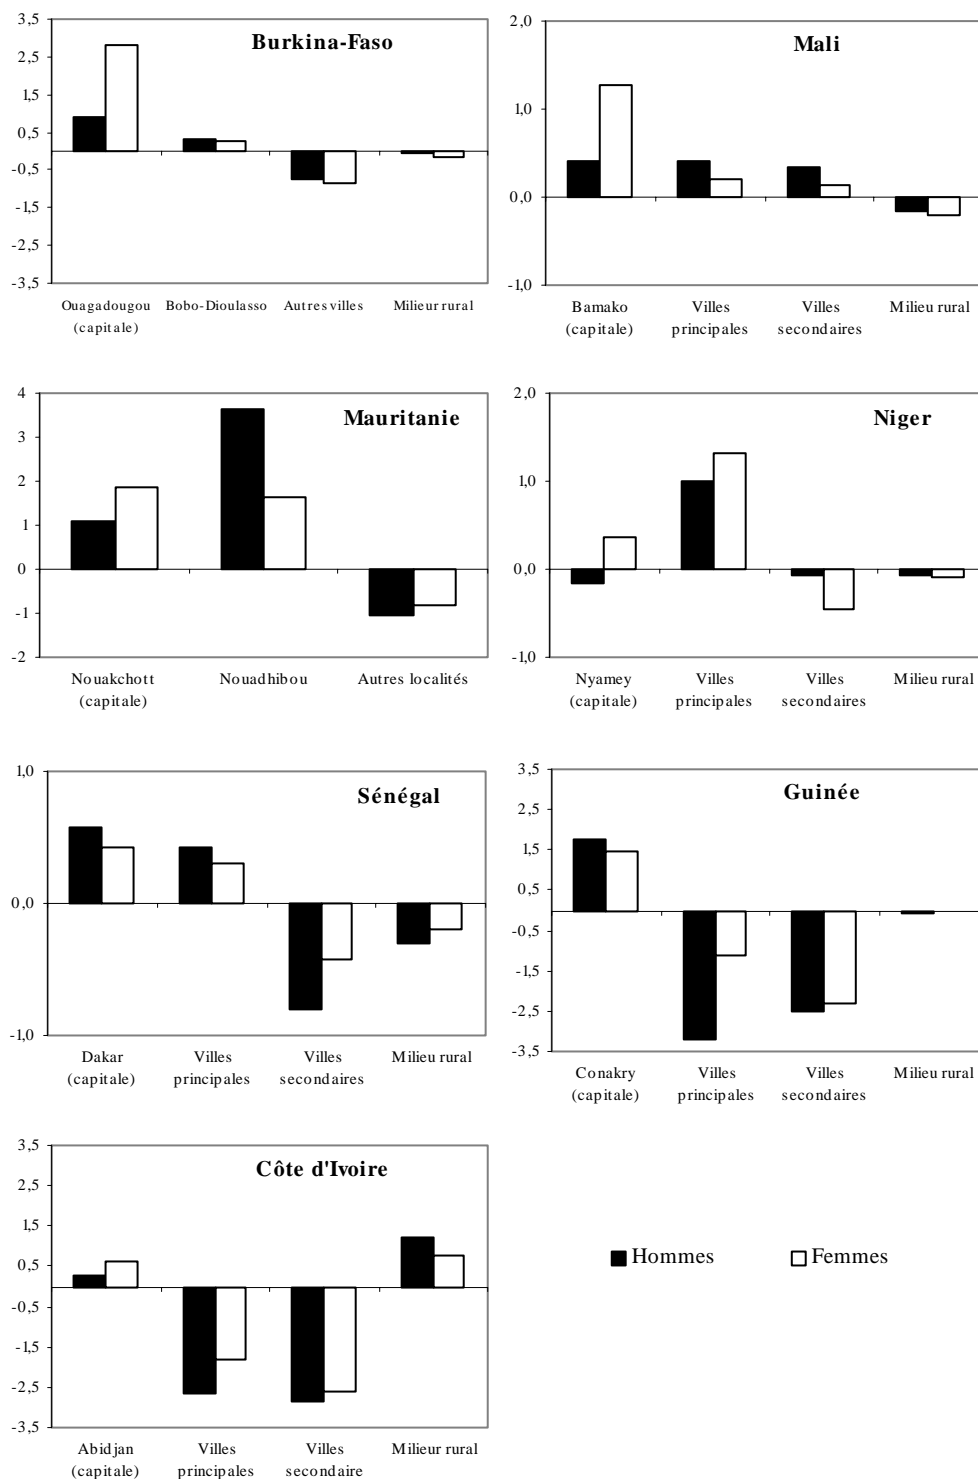 Burkina-Faso
3,5
2,5
1,5
0,5
-0,5
-1,5
-2,5
-3,5
Ouagadougou
(capitale)
Bobo-Dioulasso
Autres villes
Milieur rural
Mali
2,0
1,0
0,0
-1,0
Bamako
(capitale)
Villes
principales
Villes
secondaires
Milieu rural
Mauritanie
4
3
2
1
0
-1
-2
Nouakchott
(capitale)
Nouadhibou
Autres localités
Niger
2,0
1,0
0,0
-1,0
Nyamey
(capitale)
Villes
principales
Villes
secondaires
Milieu rural
Sénégal
1,0
0,0
-1,0
Dakar
(capitale)
Villes
principales
Villes
secondaires
Milieu rural
Guinée
3,5
2,5
1,5
0,5
-0,5
-1,5
-2,5
-3,5
Conakry
(capitale)
Villes
principales
Villes
secondaires
Milieu rural
Côte d'Ivoire
3,5
2,5
1,5
0,5
-0,5
-1,5
-2,5
-3,5
Abidjan
(capitale)
Villes
principales
Villes
secondaire
Milieur rural
Hommes
Femmes